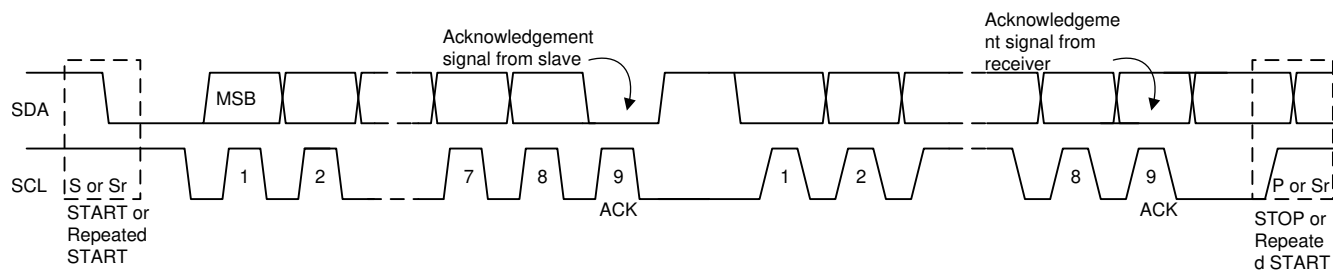 Acknowledgement
signal from slave
Acknowledgeme
nt signal from
receiver
SDA
MSB
SCL
S or Sr
1
2
7
8
9
1
2
8
9
P or Sr
ACK
ACK
START or
Repeated
START
STOP or
Repeate
d START